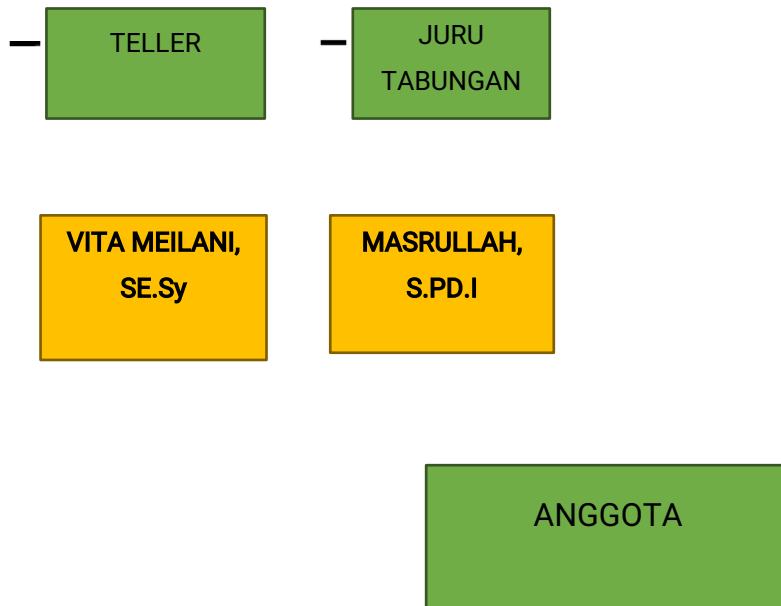 TELLER
JURU
TABUNGAN
VITA MEILANI,
SE.Sy
MASRULLAH,
S.PD.I
ANGGOTA